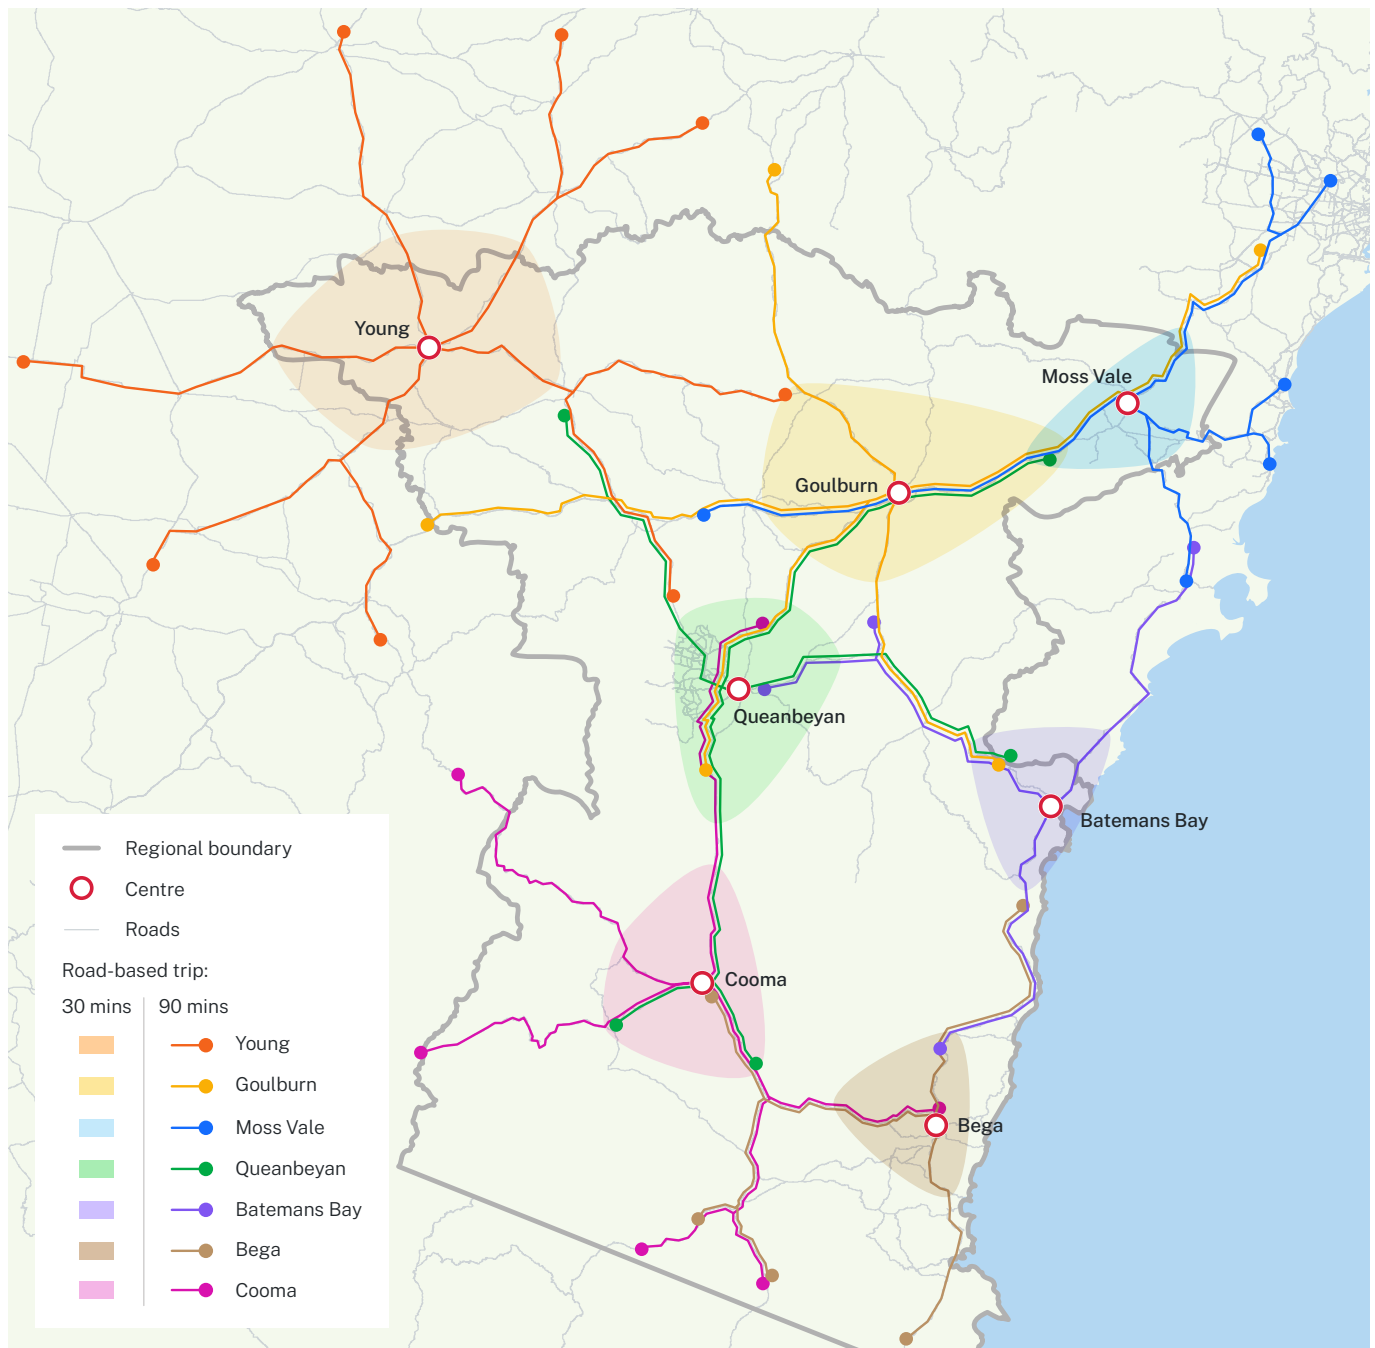 Young
Moss Vale
Goulburn
Queanbeyan
Batemans Bay
Cooma
Bega
Regional boundary
Centre
Roads
Road-based trip:
30 mins 90 mins
Young
Goulburn
Moss Vale
Queanbeyan
Batemans Bay
Bega
Cooma